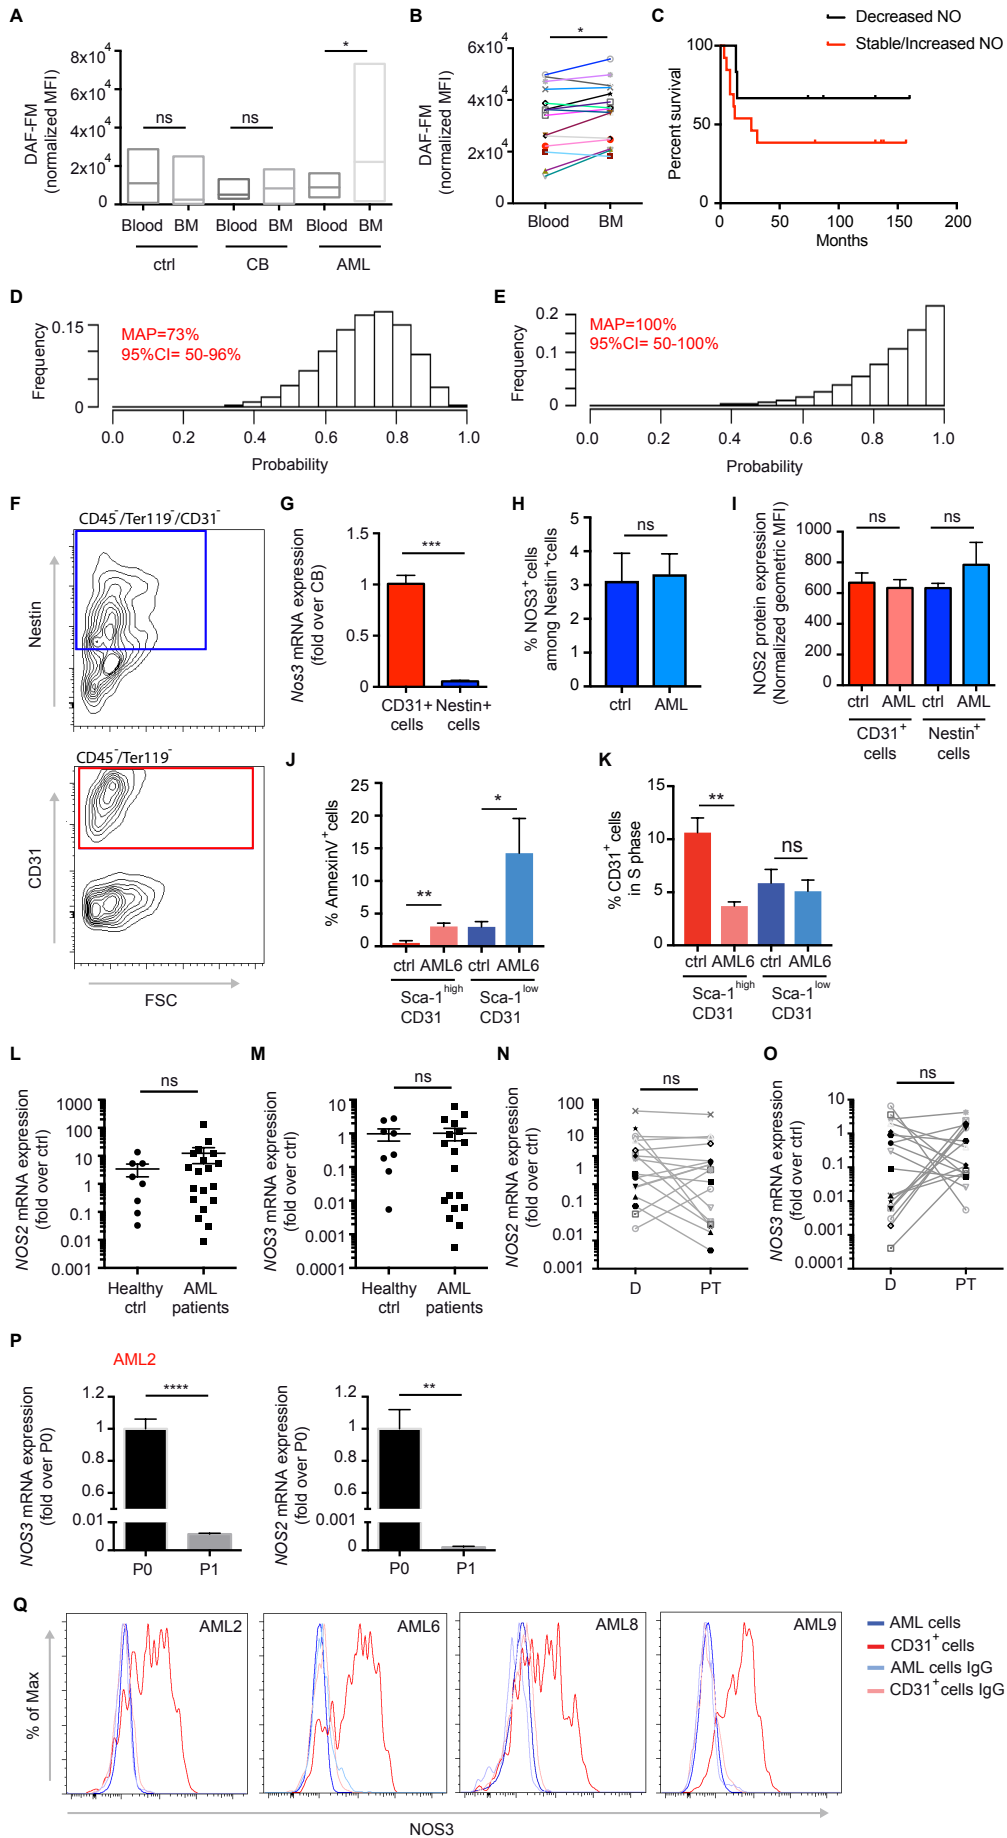 A
DAF-FM
(normalized MFI)
8x10⁴
6x10⁴
4x10⁴
2x10⁴
0
ns
ns
*
Blood BM Blood BM Blood BM
ctrl CB AML
B
DAF-FM
(normalized MFI)
6x10⁴
4x10⁴
2x10⁴
0
*
Blood BM
C
Decreased NO
Stable/Increased NO
Percent survival
100
50
0
0 50 100 150 200
Months
D
Frequency
0.15
0
MAP=73%
95%CI= 50-96%
0.0 0.2 0.4 0.6 0.8 1.0
Probability
E
Frequency
0.2
0.1
0
MAP=100%
95%CI= 50-100%
0.0 0.2 0.4 0.6 0.8 1.0
Probability
F
CD45⁻/Ter119⁻/CD31⁻
Nestin
CD45⁻/Ter119⁻
CD31
FSC
G
Nos3 mRNA expression
(fold over CB)
1.5
1
0.5
0
***
CD31+ Nestin+
cells cells
H
% NOS3⁺cells
among Nestin⁺cells
5
4
3
2
1
0
ns
ctrl AML
I
NOS2 protein expression
(Normalized geometric MFI)
1000
800
600
400
200
0
ns
ns
ctrl AML ctrl AML
CD31⁺ Nestin⁺
cells cells
J
% AnnexinV⁺cells
25
20
15
10
5
0
**
*
ctrl AML6 ctrl AML6
Sca-1ʰⁱᵍʰ Sca-1ˡᵒʷ
CD31 CD31
K
% CD31⁺cells
in S phase
15
10
5
0
**
ns
ctrl AML6 ctrl AML6
Sca-1ʰⁱᵍʰ Sca-1ˡᵒʷ
CD31 CD31
L
NOS2 mRNA expression
(fold over ctrl)
1000
100
10
1
0.1
0.01
0.001
ns
Healthy AML
ctrl patients
M
NOS3 mRNA expression
(fold over ctrl)
10
1
0.1
0.01
0.001
0.0001
ns
Healthy AML
ctrl patients
N
NOS2 mRNA expression
(fold over ctrl)
100
10
1
0.1
0.01
0.001
ns
D PT
O
NOS3 mRNA expression
(fold over ctrl)
10
1
0.1
0.01
0.001
0.0001
ns
D PT
P
AML2
NOS3 mRNA expression
(fold over P0)
1.2
1
0.8
0.6
0.01
0
****
P0 P1
NOS2 mRNA expression
(fold over P0)
1.2
1
0.8
0.6
0.001
0
**
P0 P1
Q
% of Max
AML2
AML6
AML8
AML9
AML cells
CD31⁺cells
AML cells IgG
CD31⁺cells IgG
NOS3